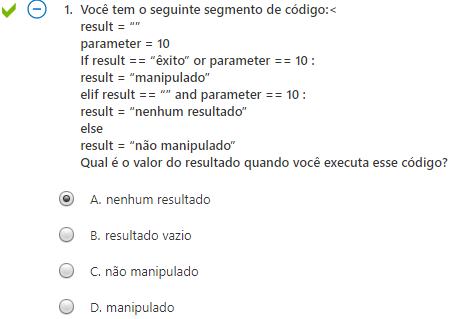 1. Você tem o seguinte segmento de código:<
result = “”
parameter = 10
If result == “êxito” or parameter == 10 :
result = “manipulado”
elif result == “” and parameter == 10 :
result = “nenhum resultado”
else
result = “não manipulado”
Qual é o valor do resultado quando você executa esse código?
A. nenhum resultado
B. resultado vazio
C. não manipulado
D. manipulado